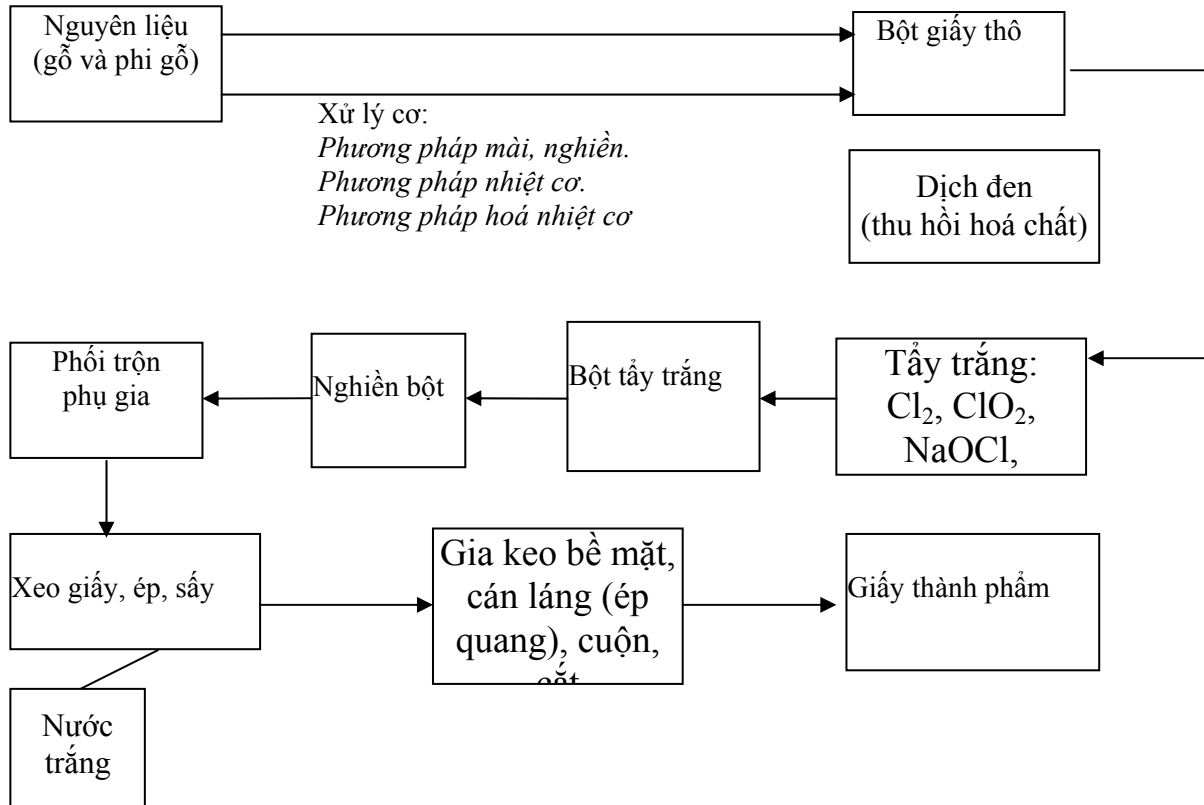 Nguyên liệu
(gỗ và phi gỗ)
Bột giấy thô
Xử lý cơ:
Phương pháp mài, nghiền.
Phương pháp nhiệt cơ.
Phương pháp hoá nhiệt cơ
Dịch đen
(thu hồi hoá chất)
Phối trộn
phụ gia
Nghiền bột
Bột tẩy trắng
Tẩy trắng:
Cl₂, ClO₂,
NaOCl,
Xeo giấy, ép, sấy
Gia keo bề mặt,
cán láng (ép
quang), cuộn,
cắt
Giấy thành phẩm
Nước
trắng